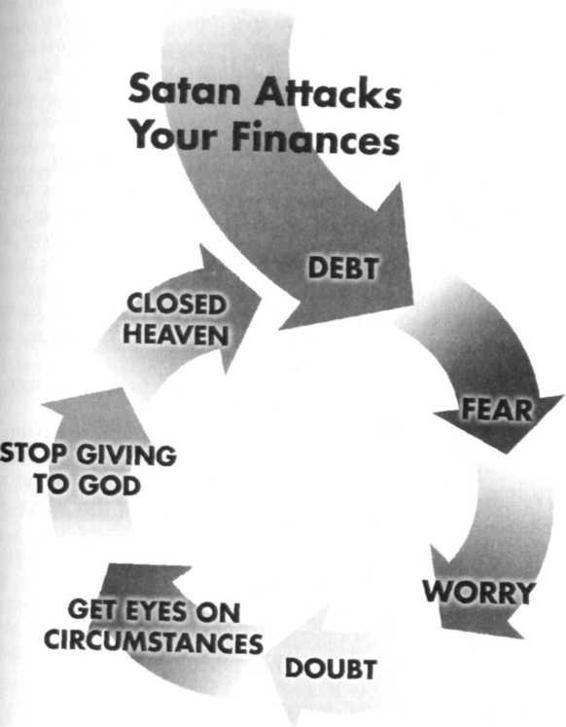 Satan Attacks
Your Finances
DEBT
FEAR
WORRY
DOUBT
GET EYES ON
CIRCUMSTANCES
STOP GIVING
TO GOD
CLOSED
HEAVEN